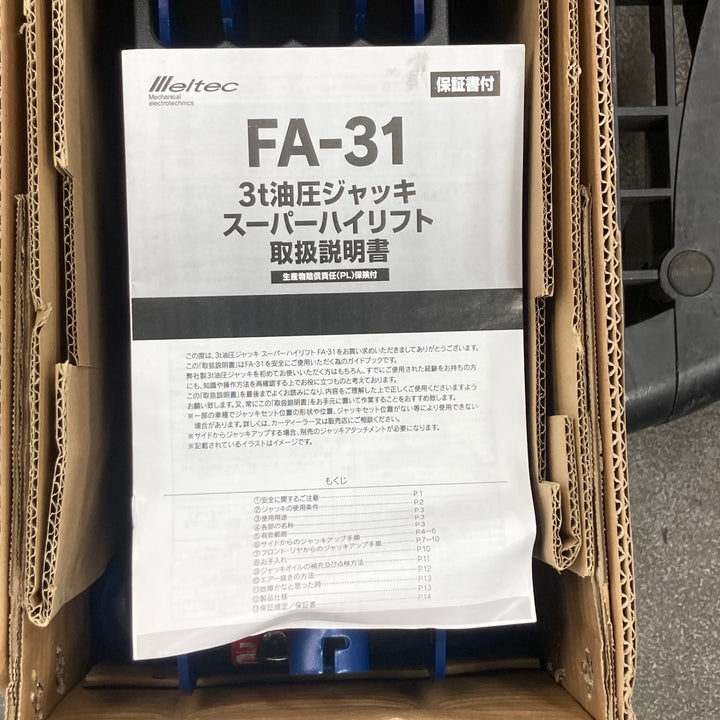 Meltec
Mechanical
electrotechnics
保証書付
FA-31
3t油圧ジャッキ
スーパーハイリフト
取扱説明書
生産物賠償責任(PL)保険付
この度は、3t油圧ジャッキ スーパーハイリフト FA-31をお買い求めいただきましてありがとうございます。
この「取扱説明書」はFA-31を安全にご使用いただく為のガイドブックです。
弊社製3t油圧ジャッキを初めてお使いいただく方はもちろん、すでにご使用された経験をお持ちの方
にも、知識や操作方法を再確認する上でお役に立つものと考えております。
この「取扱説明書」を最後までよくお読みになり、内容をご理解した上で正しくご使用くださいますよう
お願い致します。又、常にこの「取扱説明書」をお手元に置いて作業することをおすすめ致します。
※一部の車種でジャッキセット位置の形状や位置、ジャッキセット位置がない等により使用できない
場合があります。詳しくは、カーディーラー又は販売店にご相談ください。
※サイドからジャッキアップする場合、別売のジャッキアタッチメントが必要になります。
※記載されているイラストはイメージです。
もくじ
①安全に関するご注意 P.1
②ジャッキの使用条件 P.2
③使用用途 P.3
④各部の名称 P.3
⑤有効範囲 P.4~6
⑥サイドからのジャッキアップ手順 P.7~10
⑦フロント・リヤからのジャッキアップ手順 P.10
⑧お手入れ P.11
⑨ジャッキオイルの補充及び点検方法 P.12
⑩エアー抜きの方法 P.13
⑪故障かなと思った時 P.13
⑫製品仕様 P.14
⑬保証規定/保証書